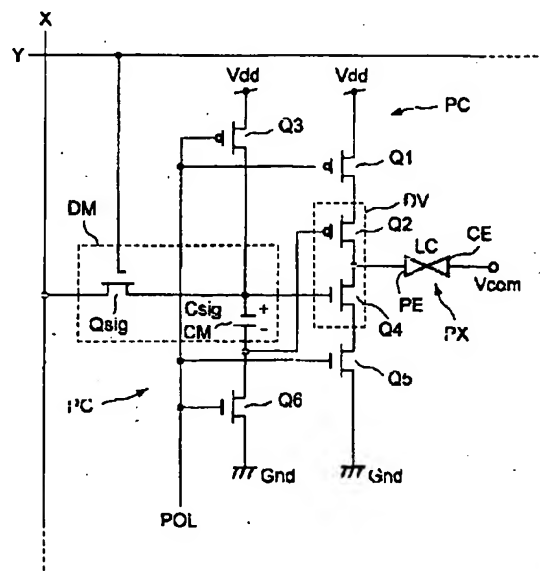 X
Y
Vdd Vdd
Q3 PC
Q1
DM DV
Q2 CE
LC
Vcom
Csig + PE
Qsig CM - Q4 PX
Q5
PC Q6
Gnd Gnd
POL